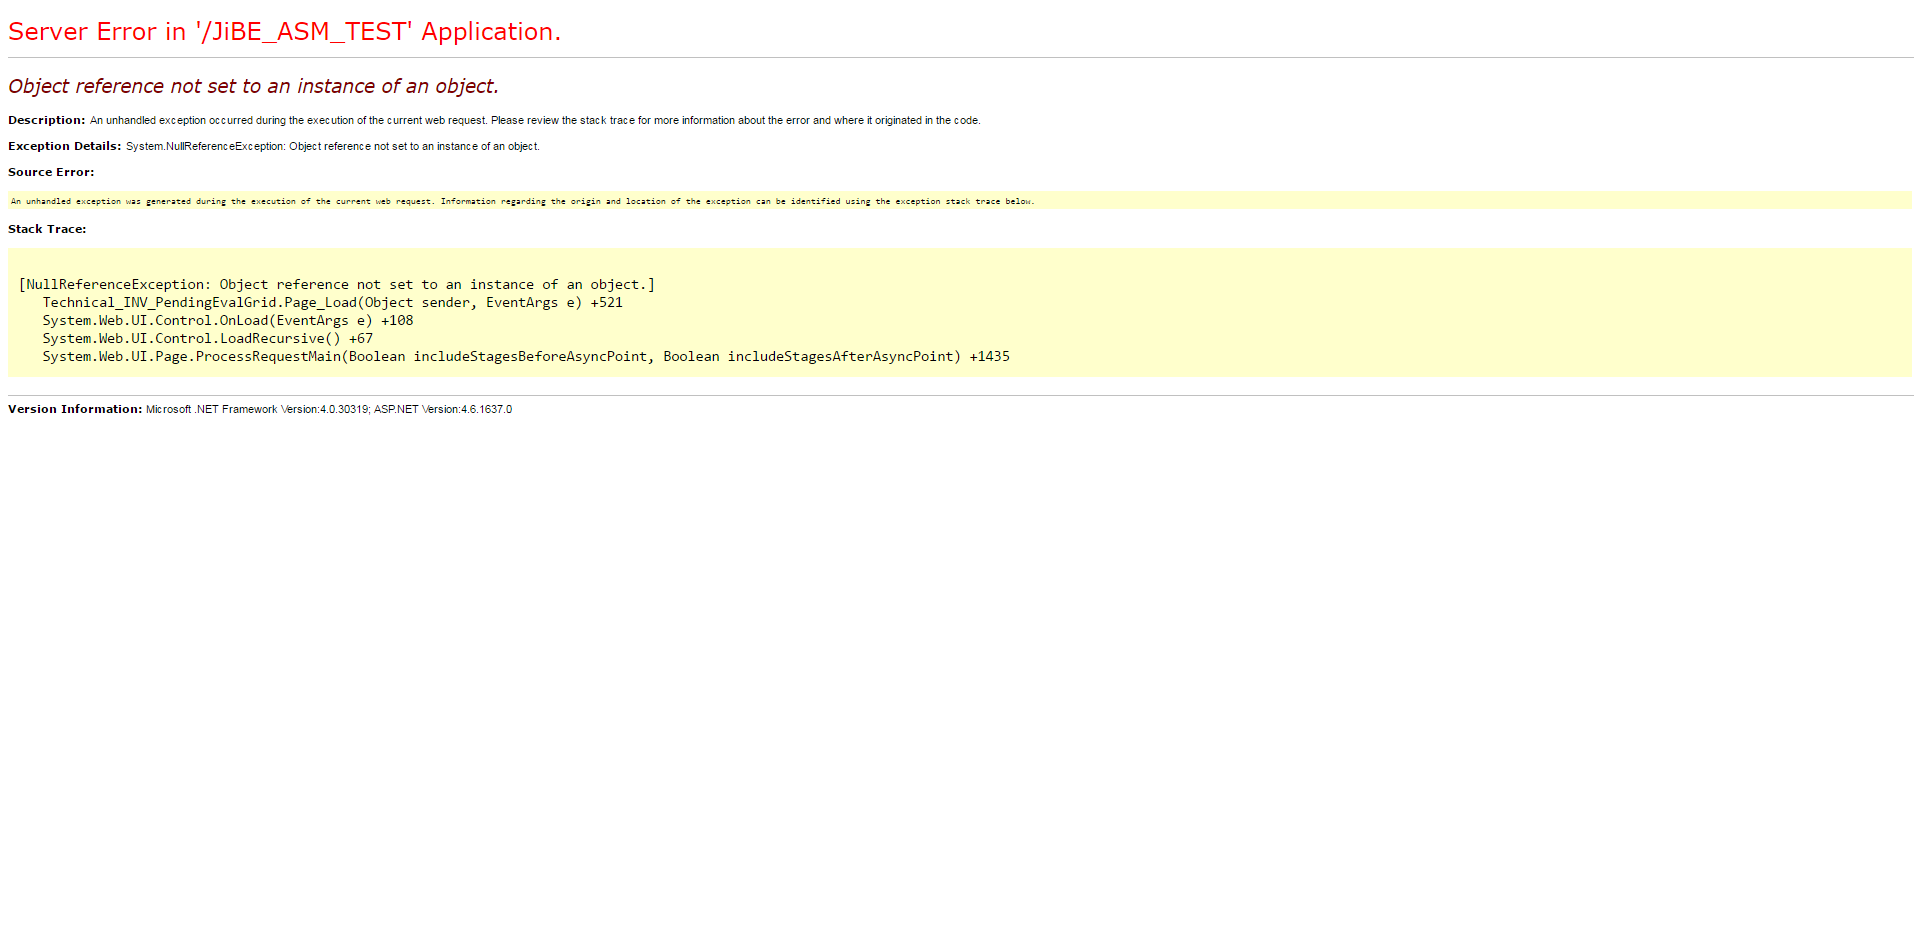 Server Error in '/JiBE_ASM_TEST' Application.
Object reference not set to an instance of an object.
Description: An unhandled exception occurred during the execution of the current web request. Please review the stack trace for more information about the error and where it originated in the code.
Exception Details: System.NullReferenceException: Object reference not set to an instance of an object.
Source Error:
An unhandled exception was generated during the execution of the current web request. Information regarding the origin and location of the exception can be identified using the exception stack trace below.
Stack Trace:
[NullReferenceException: Object reference not set to an instance of an object.]
Technical_INV_PendingEvalGrid.Page_Load(Object sender, EventArgs e) +521
System.Web.UI.Control.OnLoad(EventArgs e) +108
System.Web.UI.Control.LoadRecursive() +67
System.Web.UI.Page.ProcessRequestMain(Boolean includeStagesBeforeAsyncPoint, Boolean includeStagesAfterAsyncPoint) +1435
Version Information: Microsoft .NET Framework Version:4.0.30319; ASP.NET Version:4.6.1637.0